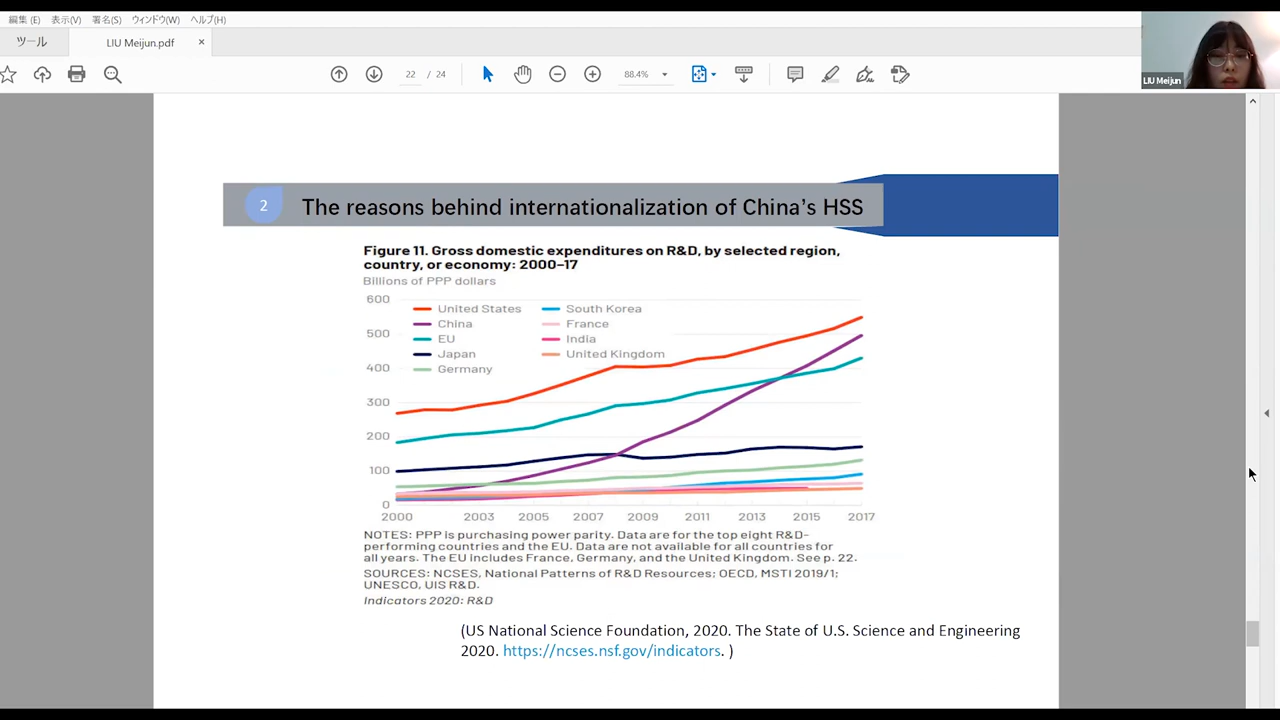 編集 (E) 表示(V) 署名(S) ウィンドウ(W) ヘルプ(H)
ツール
LIU Meijun.pdf ×
22 / 24
88.4%
LIU Meijun
2 The reasons behind internationalization of China's HSS
Figure 11. Gross domestic expenditures on R&D, by selected region,
country, or economy: 2000–17
Billions of PPP dollars
600
500
400
300
200
100
0
United States
China
EU
Japan
Germany
South Korea
France
India
United Kingdom
2000 2003 2005 2007 2009 2011 2013 2015 2017
NOTES: PPP is purchasing power parity. Data are for the top eight R&D-
performing countries and the EU. Data are not available for all countries for
all years. The EU includes France, Germany, and the United Kingdom. See p. 22.
SOURCES: NCSES, National Patterns of R&D Resources; OECD, MSTI 2019/1;
UNESCO, UIS R&D.
Indicators 2020: R&D
(US National Science Foundation, 2020. The State of U.S. Science and Engineering
2020. https://ncses.nsf.gov/indicators. )